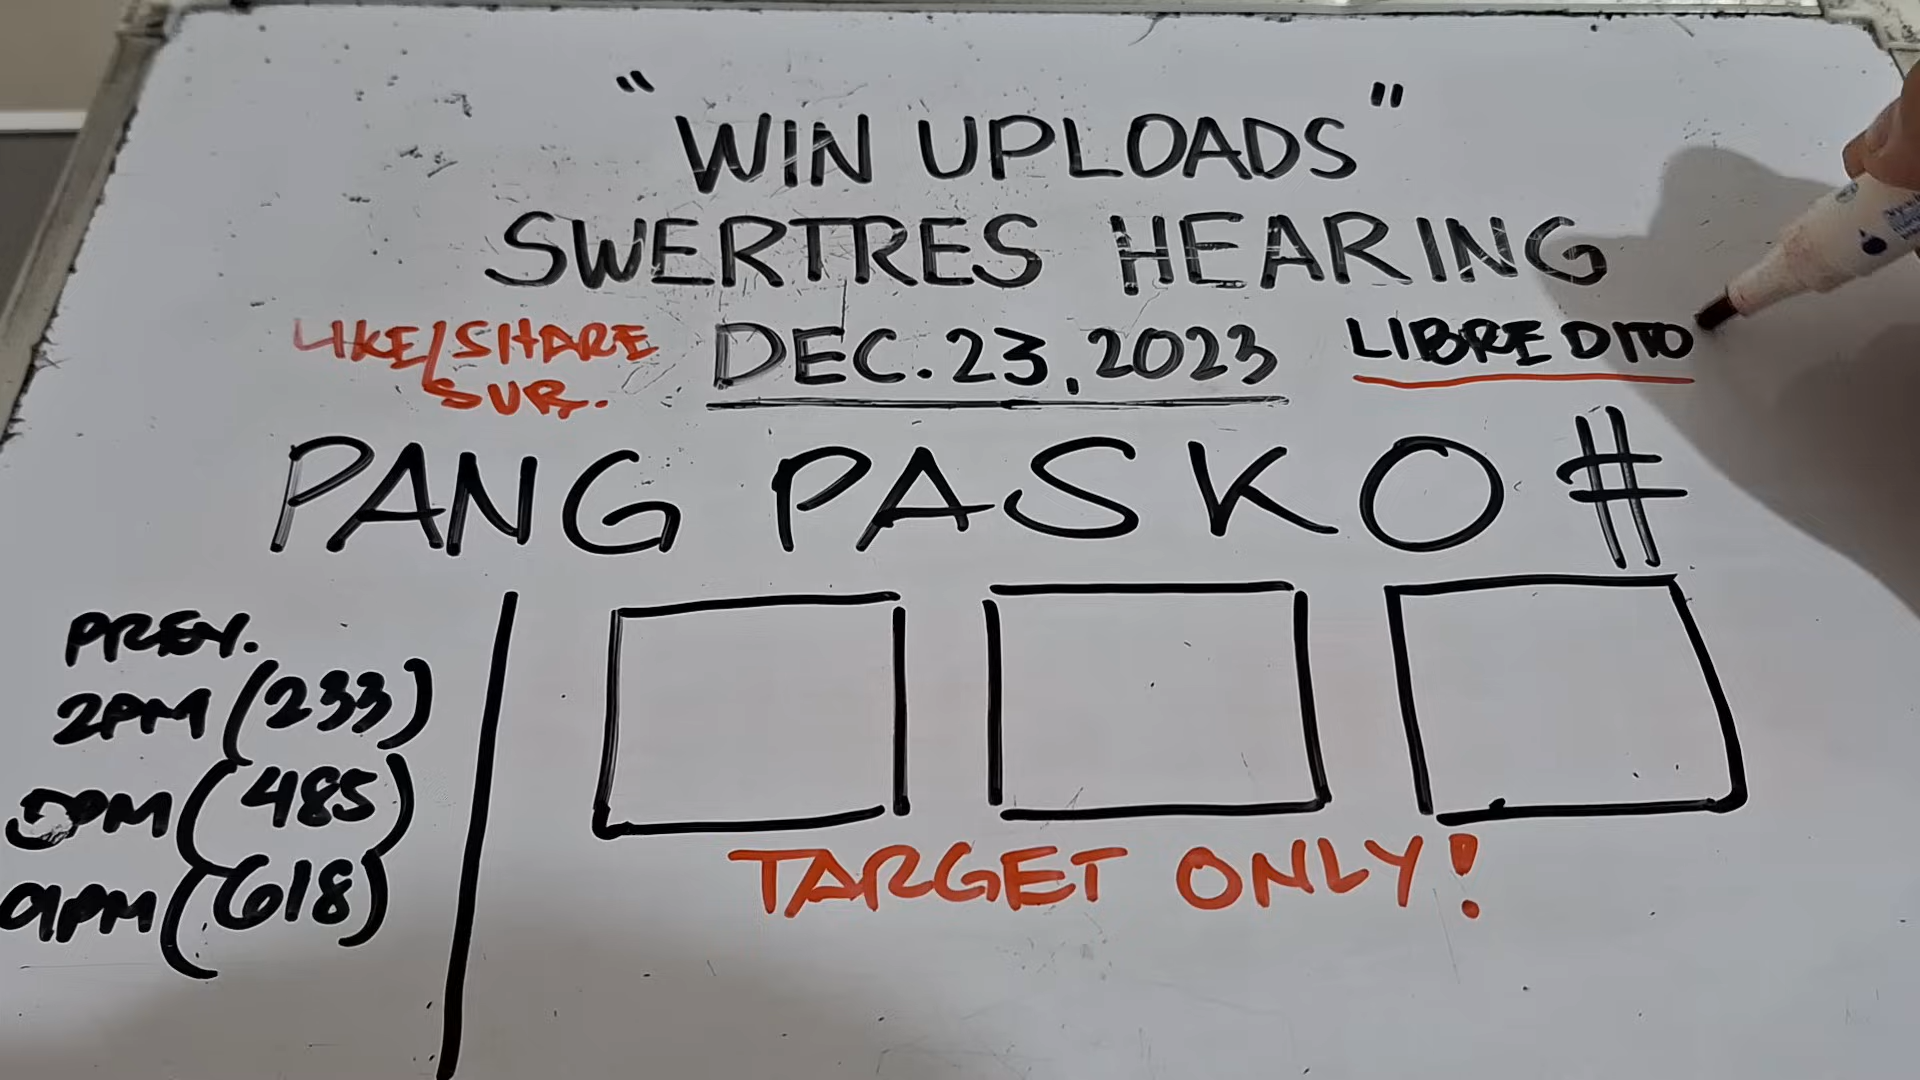 " WIN UPLOADS "
SWERTRES HEARING
LIKE/SHARE
SUB.
DEC. 23, 2023
LIBRE DITO
PANG PASKO #
PREV.
2PM (233)
5PM (485)
9PM (618)
TARGET ONLY!